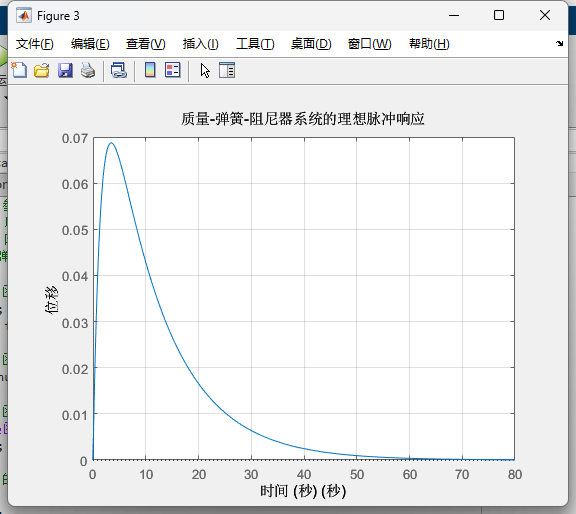 Figure 3
文件(F) 编辑(E) 查看(V) 插入(I) 工具(T) 桌面(D) 窗口(W) 帮助(H)
质量-弹簧-阻尼器系统的理想脉冲响应
0.07
0.06
0.05
0.04
0.03
0.02
0.01
0
位移
0 10 20 30 40 50 60 70 80
时间 (秒) (秒)